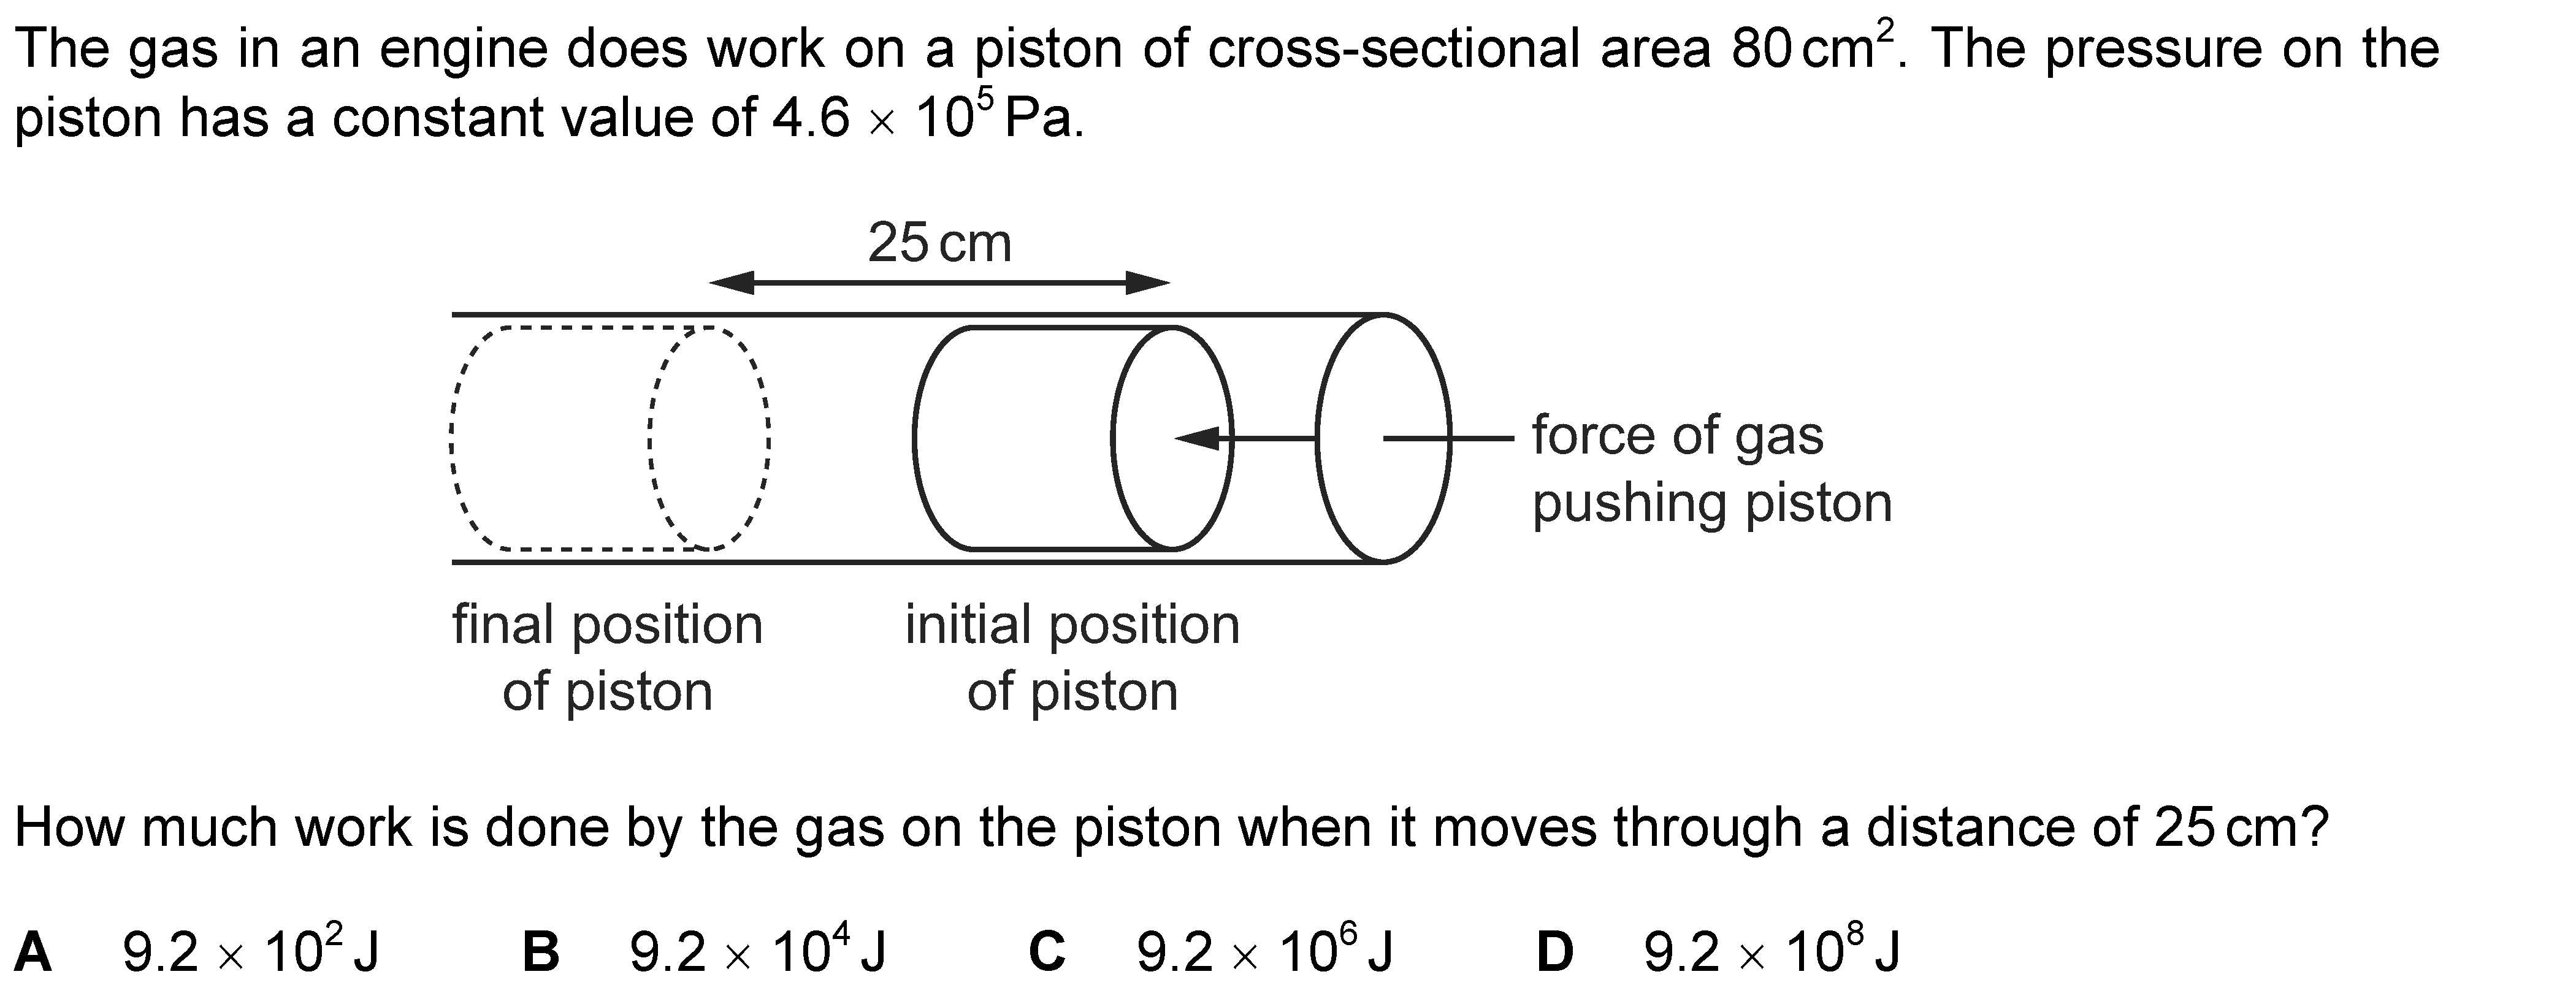 The gas in an engine does work on a piston of cross-sectional area 80 cm². The pressure on the
piston has a constant value of 4.6 × 10⁵ Pa.
25 cm
force of gas
pushing piston
final position
of piston
initial position
of piston
How much work is done by the gas on the piston when it moves through a distance of 25 cm?
A 9.2 × 10² J B 9.2 × 10⁴ J C 9.2 × 10⁶ J D 9.2 × 10⁸ J